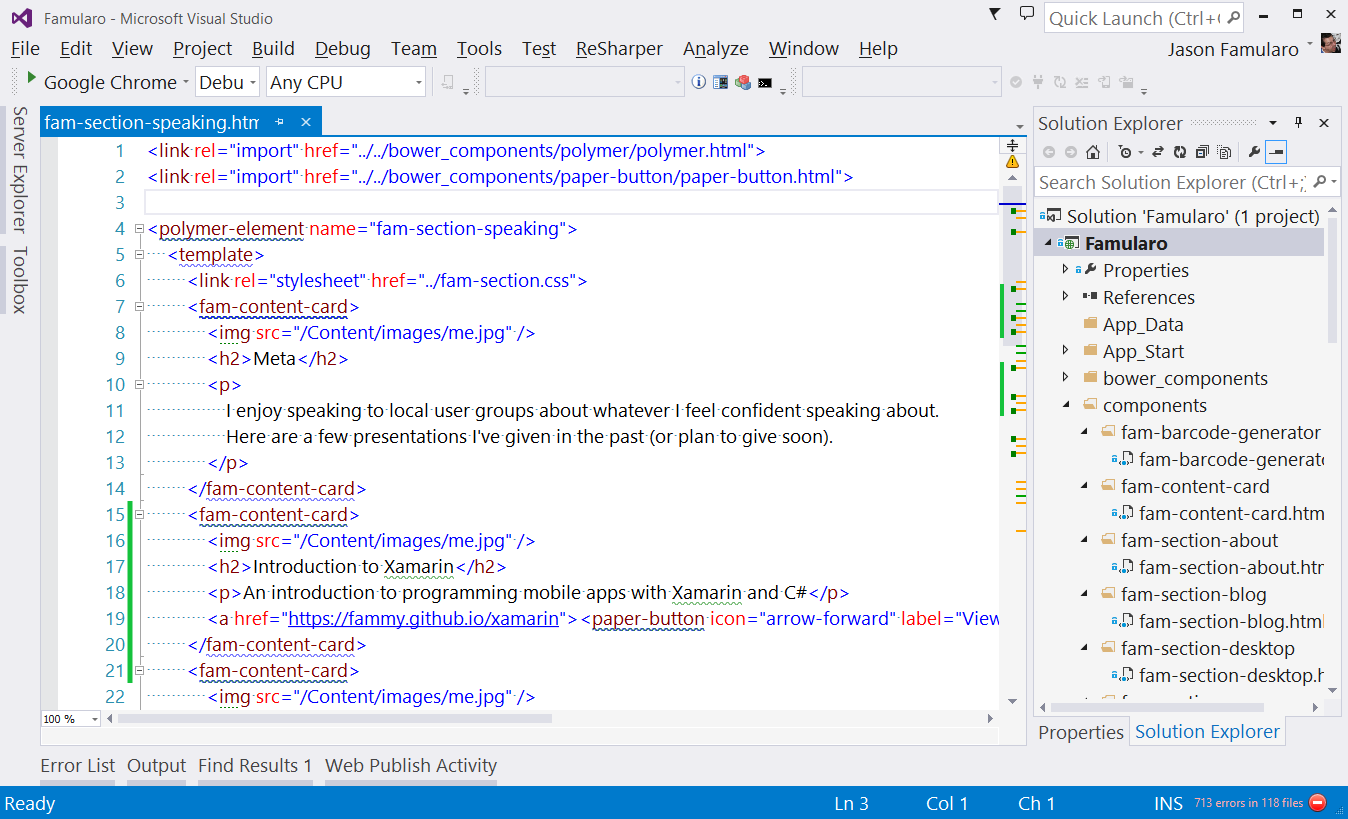 Famularo - Microsoft Visual Studio
Quick Launch (Ctrl+
File Edit View Project Build Debug Team Tools Test ReSharper Analyze Window Help
Jason Famularo
Google Chrome Debu Any CPU
Server Explorer
Toolbox
fam-section-speaking.htm
1 <link rel="import" href="../../bower_components/polymer/polymer.html">
2 <link rel="import" href="../../bower_components/paper-button/paper-button.html">
3
4 <polymer-element name="fam-section-speaking">
5 <template>
6 <link rel="stylesheet" href="../fam-section.css">
7 <fam-content-card>
8 <img src="/Content/images/me.jpg" />
9 <h2>Meta</h2>
10 <p>
11 I enjoy speaking to local user groups about whatever I feel confident speaking about.
12 Here are a few presentations I've given in the past (or plan to give soon).
13 </p>
14 </fam-content-card>
15 <fam-content-card>
16 <img src="/Content/images/me.jpg" />
17 <h2>Introduction to Xamarin</h2>
18 <p>An introduction to programming mobile apps with Xamarin and C#</p>
19 <a href="https://fammy.github.io/xamarin"><paper-button icon="arrow-forward" label="View
20 </fam-content-card>
21 <fam-content-card>
22 <img src="/Content/images/me.jpg" />
100 %
Solution Explorer
Search Solution Explorer (Ctrl+;)
Solution 'Famularo' (1 project)
Famularo
Properties
References
App_Data
App_Start
bower_components
components
fam-barcode-generator
fam-barcode-generato
fam-content-card
fam-content-card.htm
fam-section-about
fam-section-about.htm
fam-section-blog
fam-section-blog.html
fam-section-desktop
fam-section-desktop.h
Properties Solution Explorer
Error List Output Find Results 1 Web Publish Activity
Ready Ln 3 Col 1 Ch 1 INS 713 errors in 118 files